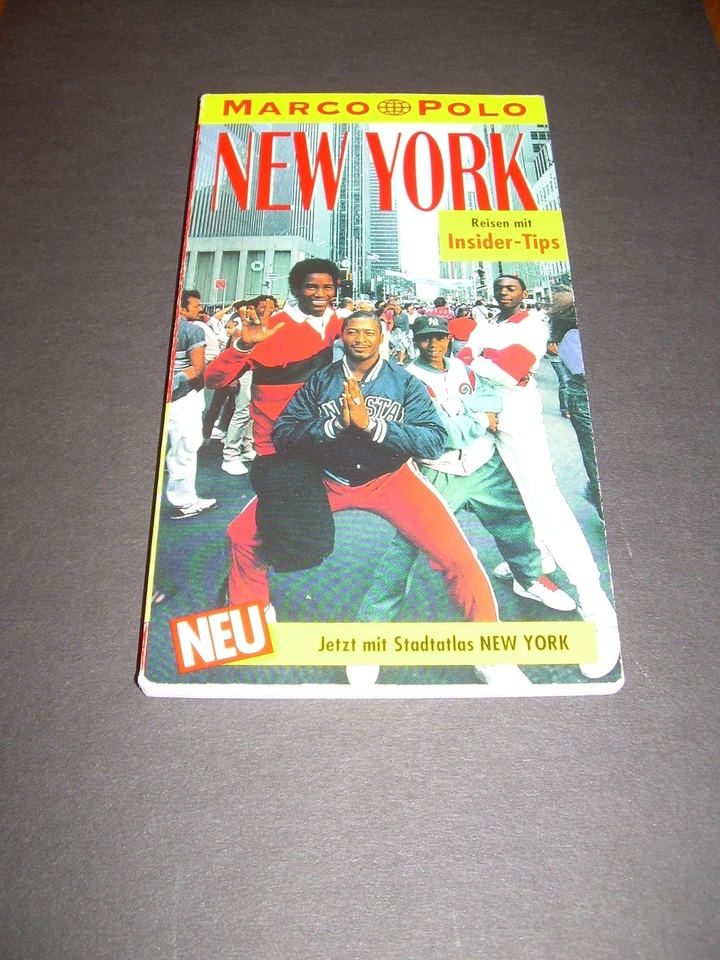 MARCO POLO
NEW YORK
Reisen mit
Insider-Tips
NEU
Jetzt mit Stadtatlas NEW YORK